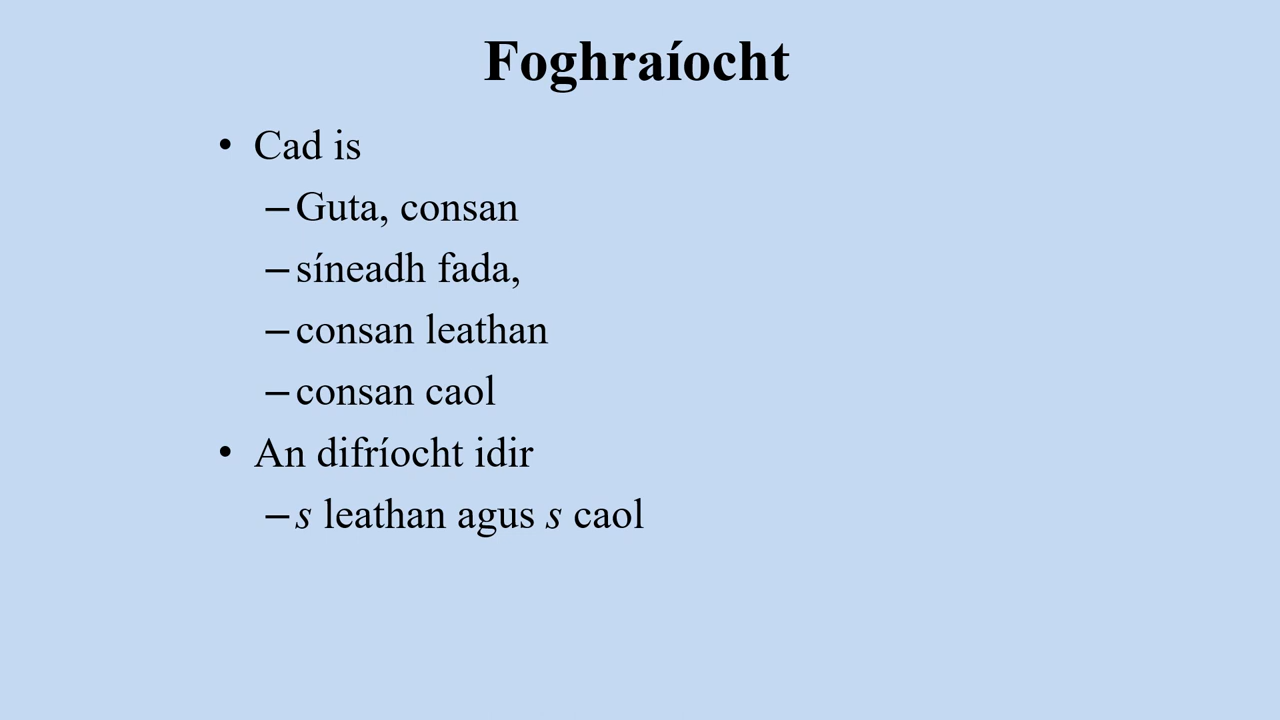 Foghraíocht
• Cad is
– Guta, consan
– síneadh fada,
– consan leathan
– consan caol
• An difríocht idir
– s leathan agus s caol